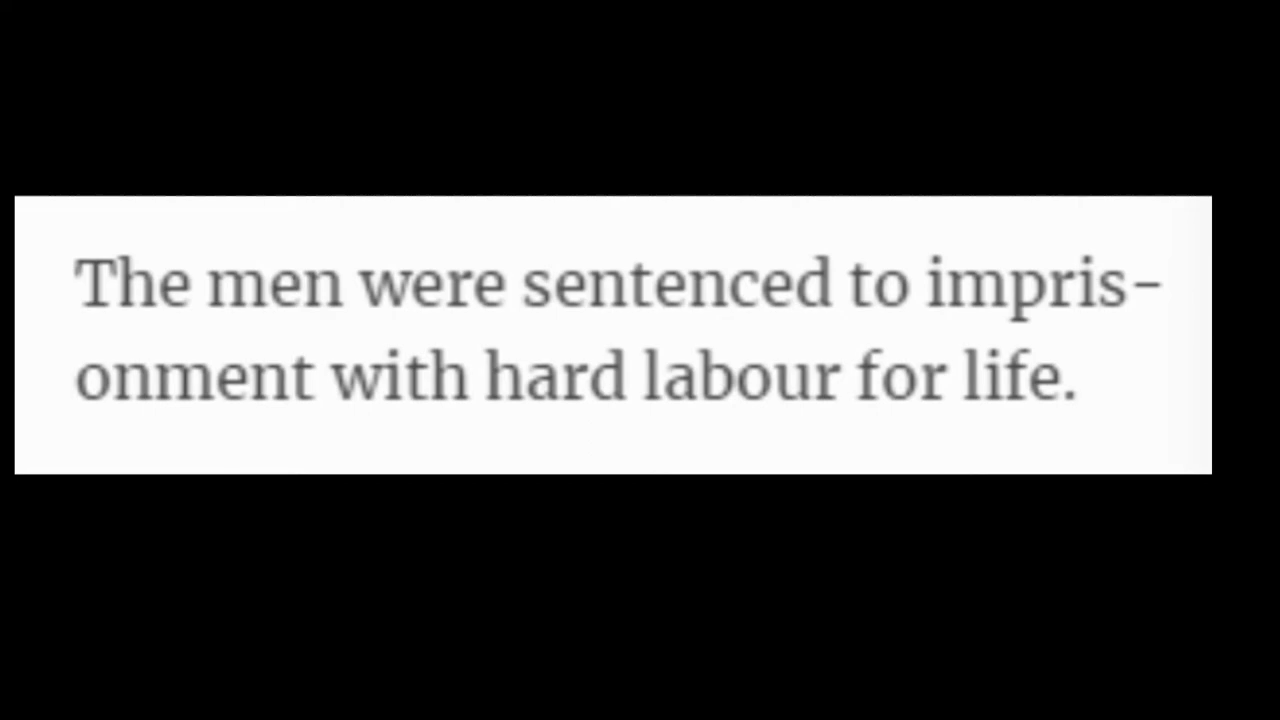 The men were sentenced to impris-
onment with hard labour for life.